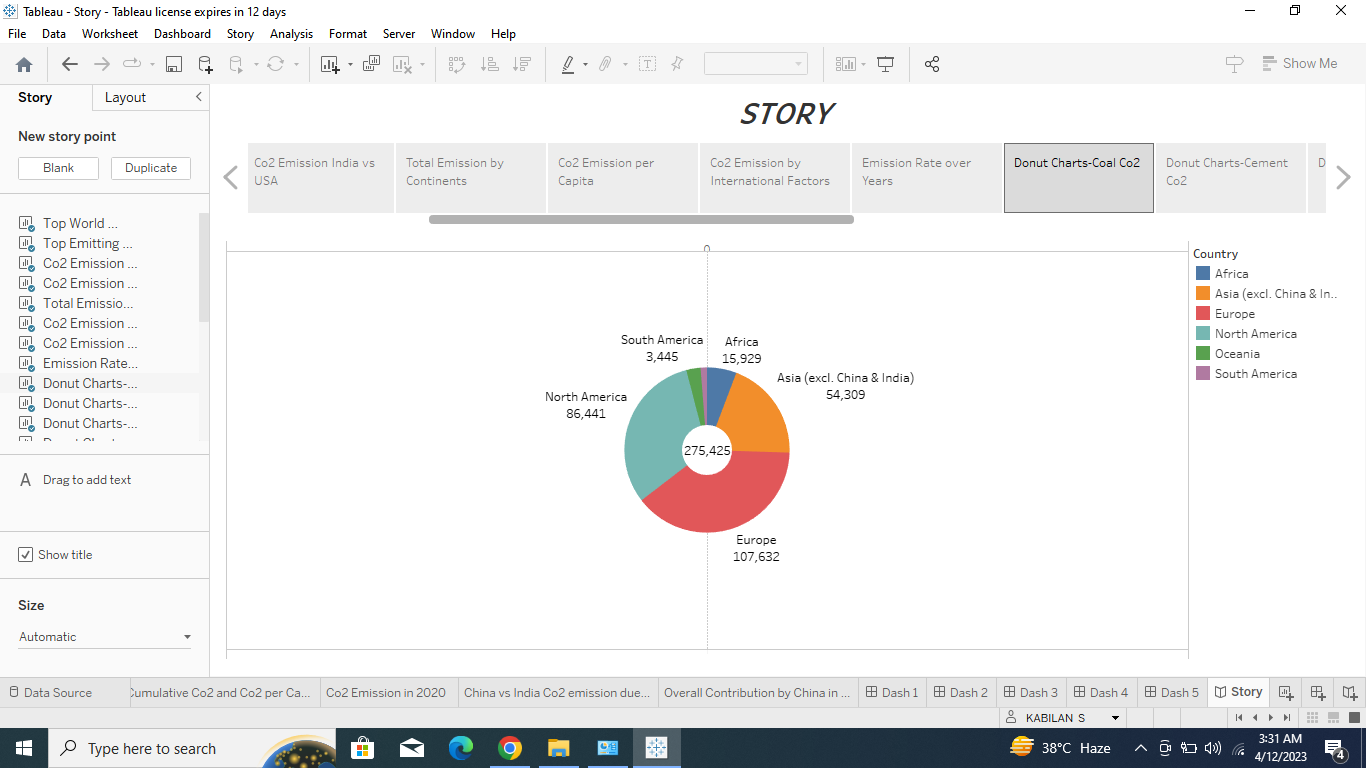 Tableau - Story - Tableau license expires in 12 days
File Data Worksheet Dashboard Story Analysis Format Server Window Help
Show Me
Story Layout
New story point
Blank Duplicate
Top World ...
Top Emitting ...
Co2 Emission ...
Co2 Emission ...
Total Emissio...
Co2 Emission ...
Co2 Emission ...
Emission Rate...
Donut Charts-...
Donut Charts-...
Donut Charts-...
A Drag to add text
Show title
Size
Automatic
STORY
Co2 Emission India vs
USA
Total Emission by
Continents
Co2 Emission per
Capita
Co2 Emission by
International Factors
Emission Rate over
Years
Donut Charts-Coal Co2
Donut Charts-Cement
Co2
D
South America
3,445
Africa
15,929
Asia (excl. China & India)
54,309
North America
86,441
275,425
Europe
107,632
Country
Africa
Asia (excl. China & In..
Europe
North America
Oceania
South America
Data Source Cumulative Co2 and Co2 per Ca... Co2 Emission in 2020 China vs India Co2 emission due... Overall Contribution by China in ... Dash 1 Dash 2 Dash 3 Dash 4 Dash 5 Story
KABILAN S
Type here to search
38°C Haze
3:31 AM
4/12/2023
4